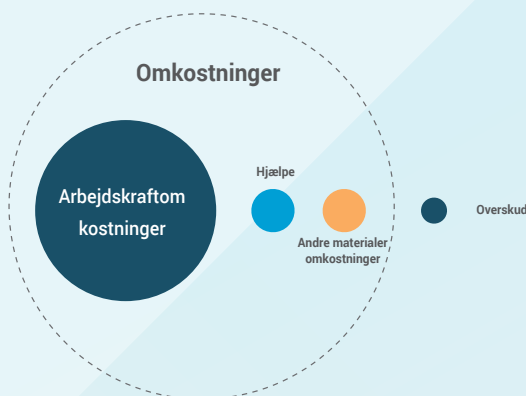 Omkostninger
Hjælpe
Arbejdskraftom
kostninger
Andre materialer
omkostninger
Overskud